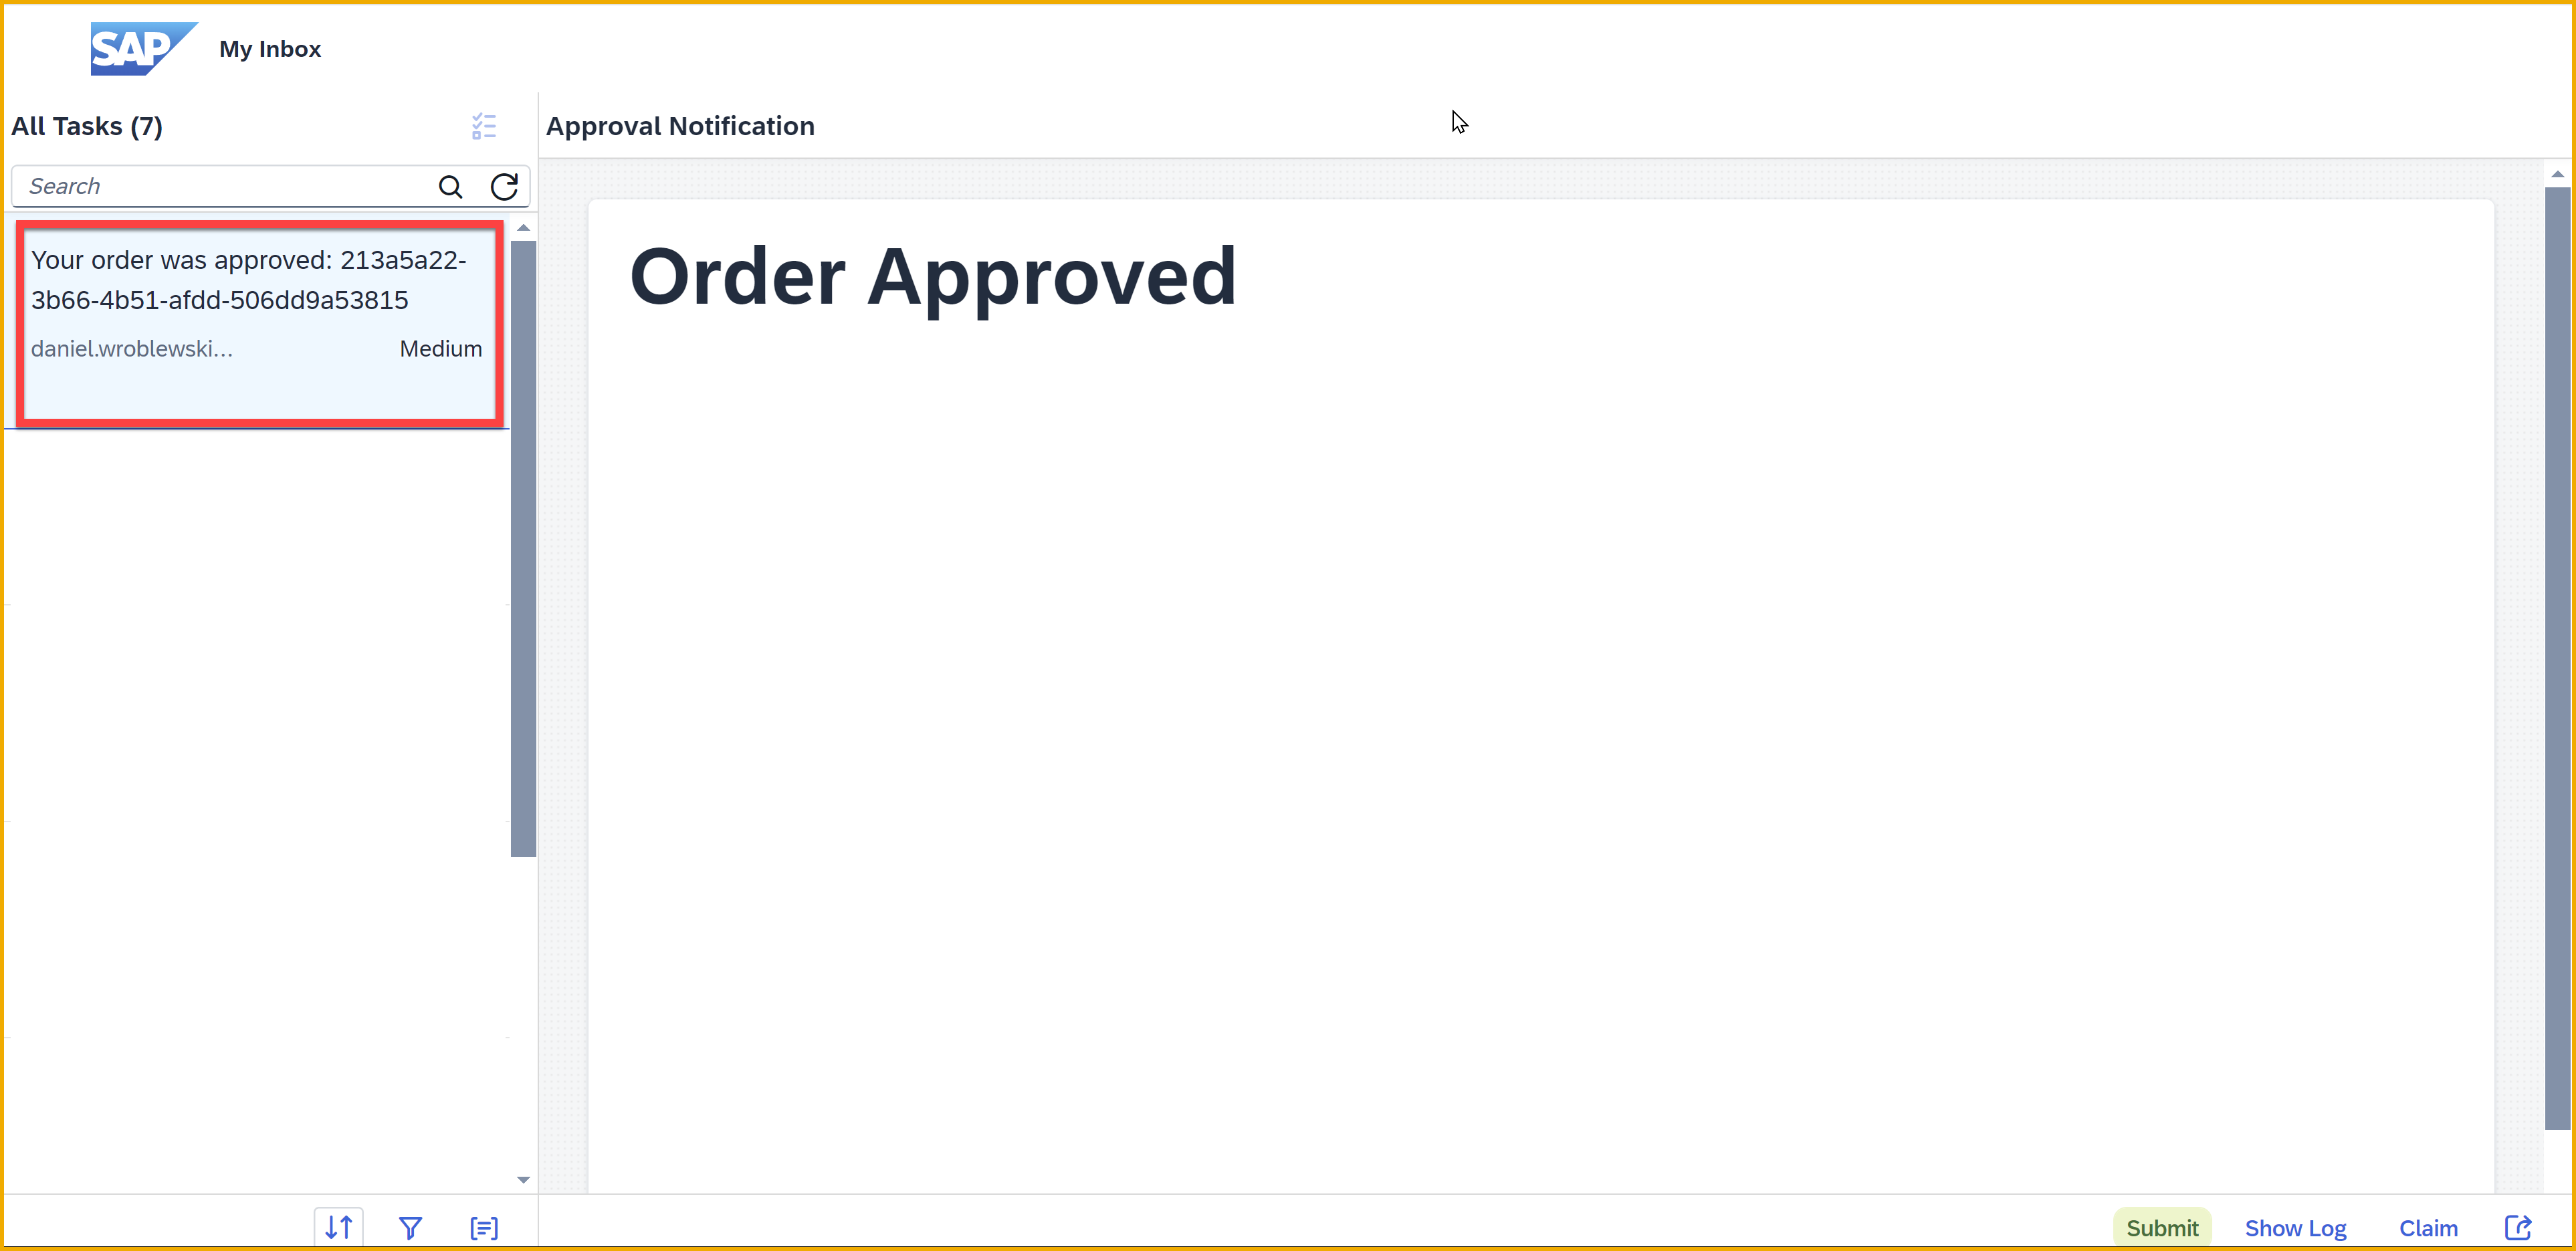 SAP
My Inbox
All Tasks (7)
Search
Your order was approved: 213a5a22-
3b66-4b51-afdd-506dd9a53815
daniel.wroblewski...
Medium
Approval Notification
Order Approved
Submit
Show Log
Claim